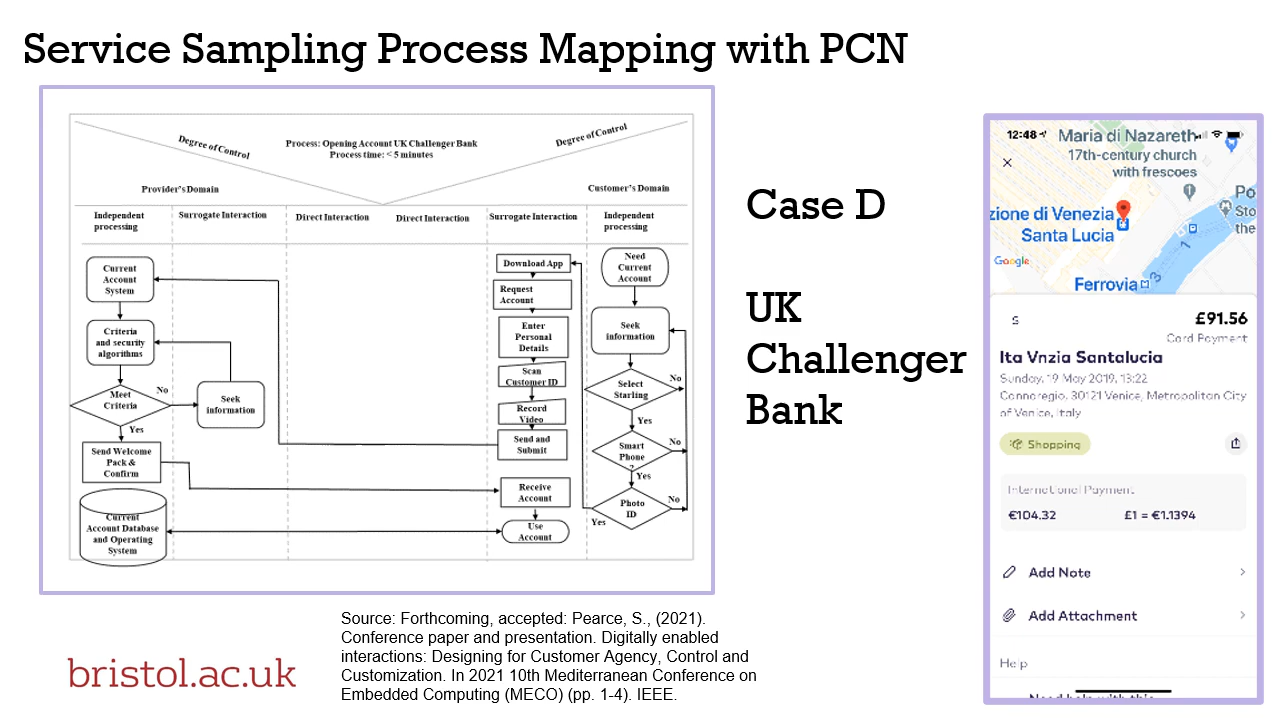 Service Sampling Process Mapping with PCN
Degree of Control
Process: Opening Account UK Challenger Bank
Process time: < 5 minutes
Degree of Control
Provider's Domain
Customer's Domain
Independent
processing
Surrogate Interaction
Direct Interaction
Direct Interaction
Surrogate Interaction
Independent
processing
Current
Account
System
Criteria
and security
algorithms
Meet
Criteria
No
Yes
Seek
information
Send Welcome
Pack &
Confirm
Current
Account Database
and Operating
System
Download App
Request
Account
Enter
Personal
Details
Scan
Customer ID
Record
Video
Send and
Submit
Receive
Account
Use
Account
Need
Current
Account
Seek
information
Select
Starling
No
Yes
Smart
Phone
?
No
Yes
Photo
ID
No
Yes
Case D
UK
Challenger
Bank
12:48
Maria di Nazareth
17th-century church
with frescoes
Po
Sto
the
zione di Venezia
Santa Lucia
1
3
Google
Ferrovia
S
£91.56
Card Payment
Ita Vnzia Santalucia
Sunday, 19 May 2019, 13:22
Cannaregio, 30121 Venice, Metropolitan City
of Venice, Italy
Shopping
International Payment
€104.32
£1 = €1.1394
Add Note
Add Attachment
Help
Need help with this
Source: Forthcoming, accepted: Pearce, S., (2021).
Conference paper and presentation. Digitally enabled
interactions: Designing for Customer Agency, Control and
Customization. In 2021 10th Mediterranean Conference on
Embedded Computing (MECO) (pp. 1-4). IEEE.
bristol.ac.uk